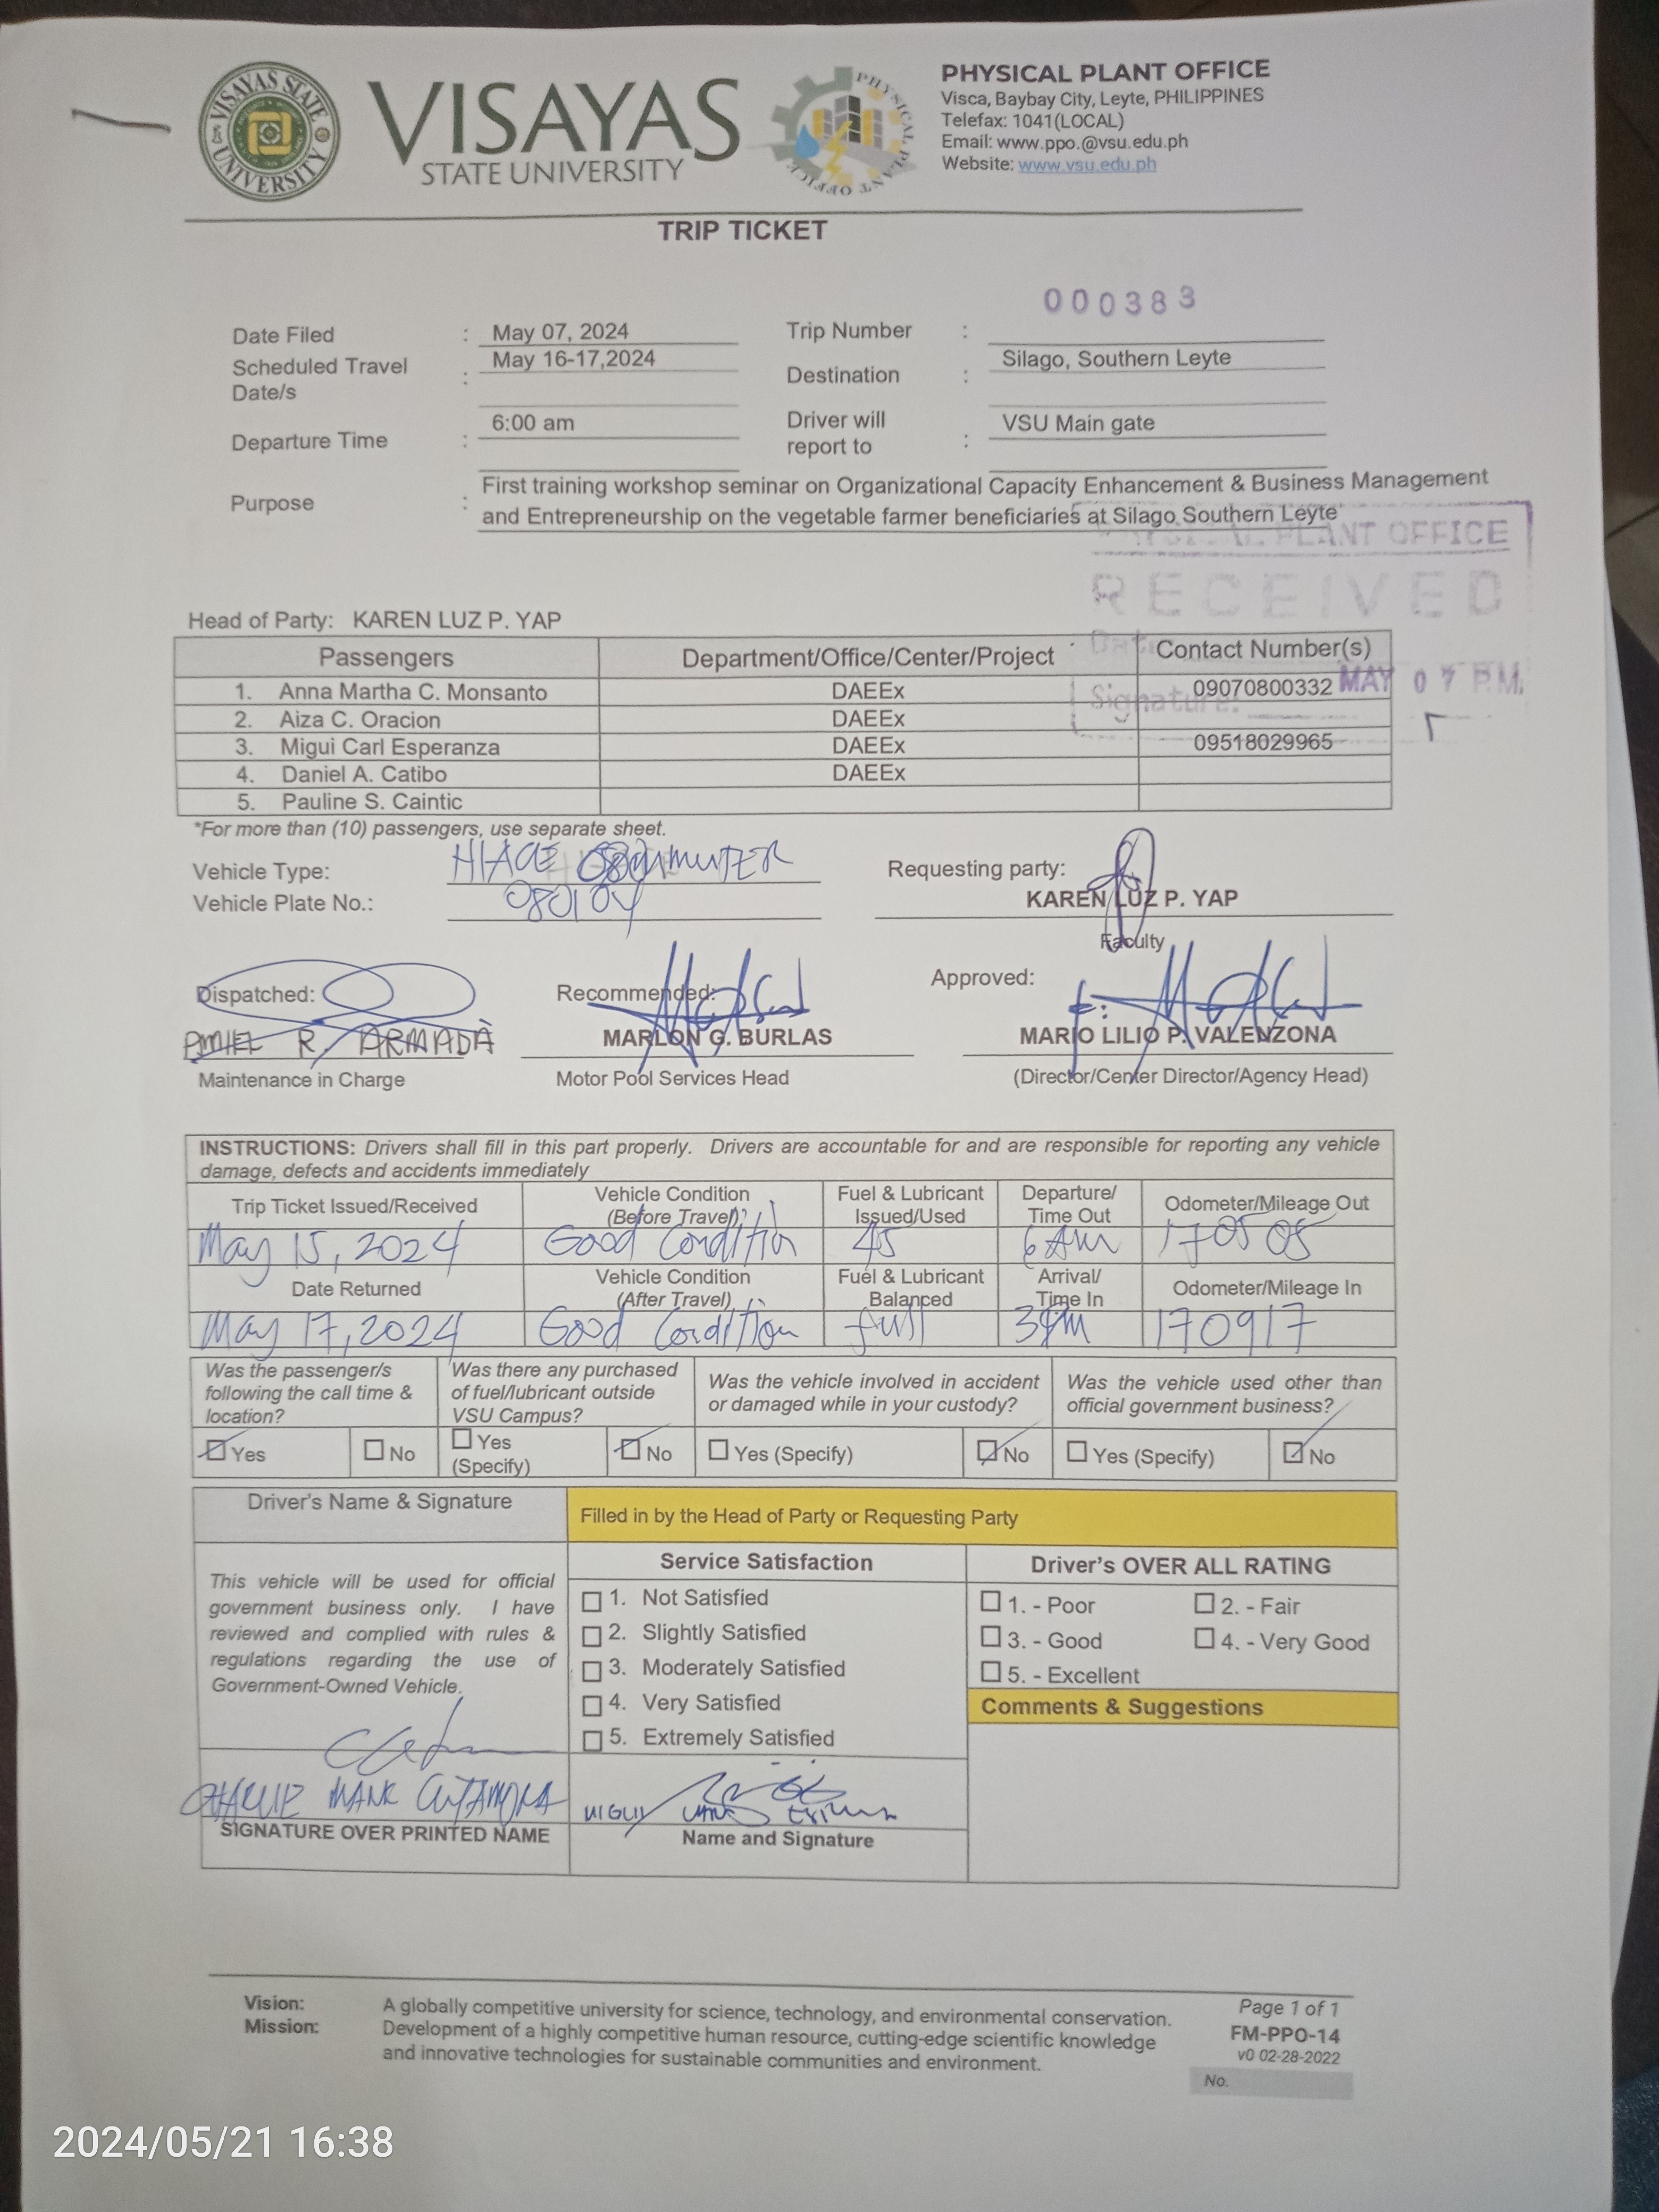 VISAYAS STATE UNIVERSITY
VISAYAS
STATE UNIVERSITY
PHYSICAL PLANT OFFICE
PHYSICAL PLANT OFFICE
Visca, Baybay City, Leyte, PHILIPPINES
Telefax: 1041(LOCAL)
Email: www.ppo.@vsu.edu.ph
Website: www.vsu.edu.ph
TRIP TICKET
000383
Date Filed : May 07, 2024 Trip Number :
Scheduled Travel Date/s : May 16-17,2024 Destination : Silago, Southern Leyte
Departure Time : 6:00 am Driver will report to : VSU Main gate
Purpose : First training workshop seminar on Organizational Capacity Enhancement & Business Management
and Entrepreneurship on the vegetable farmer beneficiaries at Silago Southern Leyte
PLANT OFFICE
RECEIVED
Date
MAY 07 P.M.
Signature:
Head of Party: KAREN LUZ P. YAP
Passengers Department/Office/Center/Project Contact Number(s)
1. Anna Martha C. Monsanto DAEEx 09070800332
2. Aiza C. Oracion DAEEx
3. Migui Carl Esperanza DAEEx 09518029965
4. Daniel A. Catibo DAEEx
5. Pauline S. Caintic
*For more than (10) passengers, use separate sheet.
Vehicle Type: HIACE COMMUTER Requesting party:
Vehicle Plate No.: 080104 KAREN LUZ P. YAP
Faculty
Dispatched: Recommended: Approved:
R. ARMADA MARLON G. BURLAS MARIO LILIO P. VALENZONA
Maintenance in Charge Motor Pool Services Head (Director/Center Director/Agency Head)
INSTRUCTIONS: Drivers shall fill in this part properly. Drivers are accountable for and are responsible for reporting any vehicle
damage, defects and accidents immediately
Trip Ticket Issued/Received Vehicle Condition (Before Travel) Fuel & Lubricant Issued/Used Departure/ Time Out Odometer/Mileage Out
May 15, 2024 Good Condition 45 6 Am 170505
Date Returned Vehicle Condition (After Travel) Fuel & Lubricant Balanced Arrival/ Time In Odometer/Mileage In
May 17, 2024 Good Condition full 3pm 170917
Was the passenger/s following the call time & location? Was there any purchased of fuel/lubricant outside VSU Campus? Was the vehicle involved in accident or damaged while in your custody? Was the vehicle used other than official government business?
Yes No Yes (Specify) No Yes (Specify) No Yes (Specify) No
Driver's Name & Signature Filled in by the Head of Party or Requesting Party
This vehicle will be used for official
government business only. I have
reviewed and complied with rules &
regulations regarding the use of
Government-Owned Vehicle.
Service Satisfaction
1. Not Satisfied
2. Slightly Satisfied
3. Moderately Satisfied
4. Very Satisfied
5. Extremely Satisfied
Driver's OVER ALL RATING
1. - Poor 2. - Fair
3. - Good 4. - Very Good
5. - Excellent
Comments & Suggestions
SIGNATURE OVER PRINTED NAME
Name and Signature
Vision: A globally competitive university for science, technology, and environmental conservation.
Mission: Development of a highly competitive human resource, cutting-edge scientific knowledge
and innovative technologies for sustainable communities and environment.
Page 1 of 1
FM-PPO-14
v0 02-28-2022
No.
2024/05/21 16:38